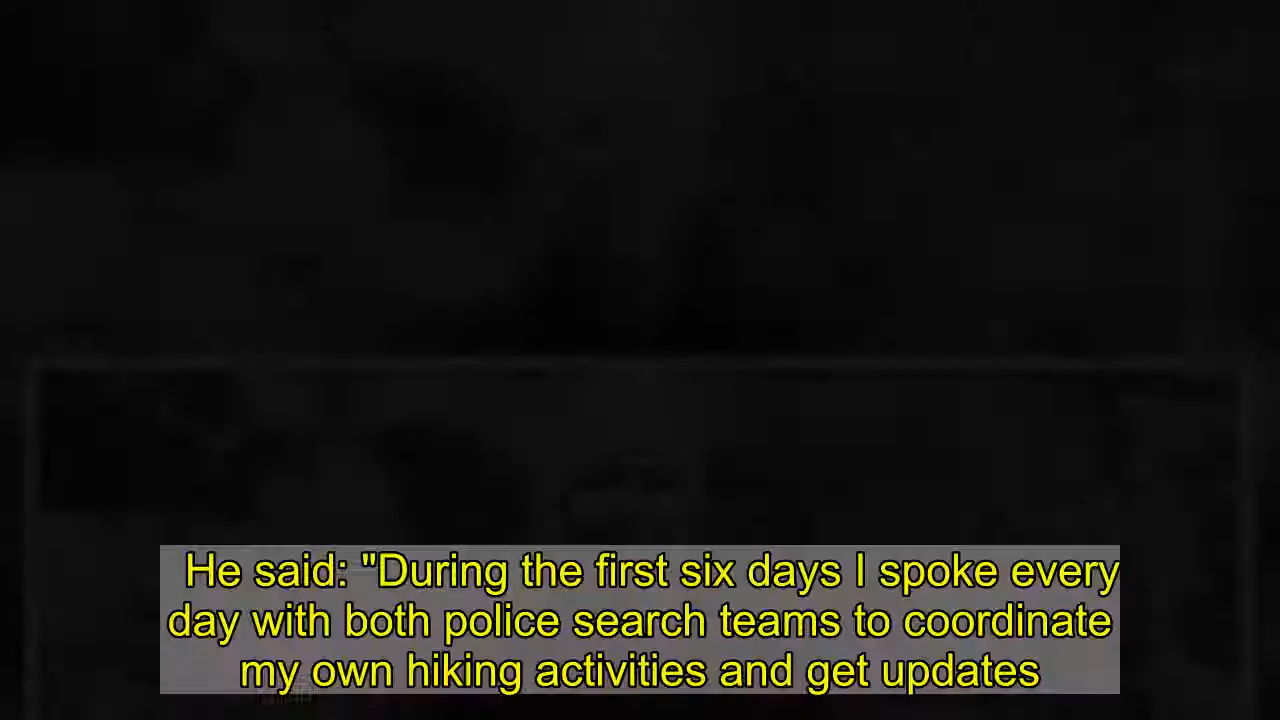 He said: "During the first six days I spoke every
day with both police search teams to coordinate
my own hiking activities and get updates